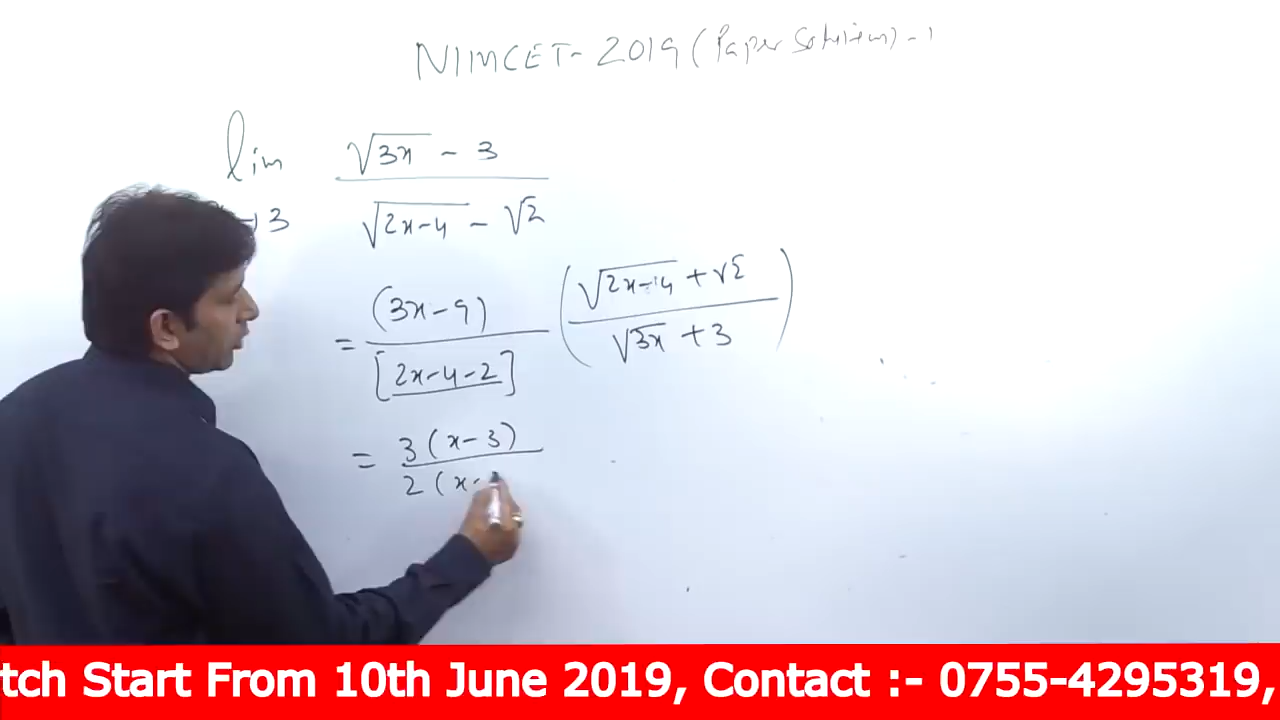 NIMCET- 2019 (Paper Solution) - 1
lim √3x - 3
→3 √2x-4 - √2
= (3x-9) / [2x-4-2] (√2x-4 + √2 / √3x + 3)
= 3(x-3)
2(x-
tch Start From 10th June 2019, Contact :- 0755-4295319,